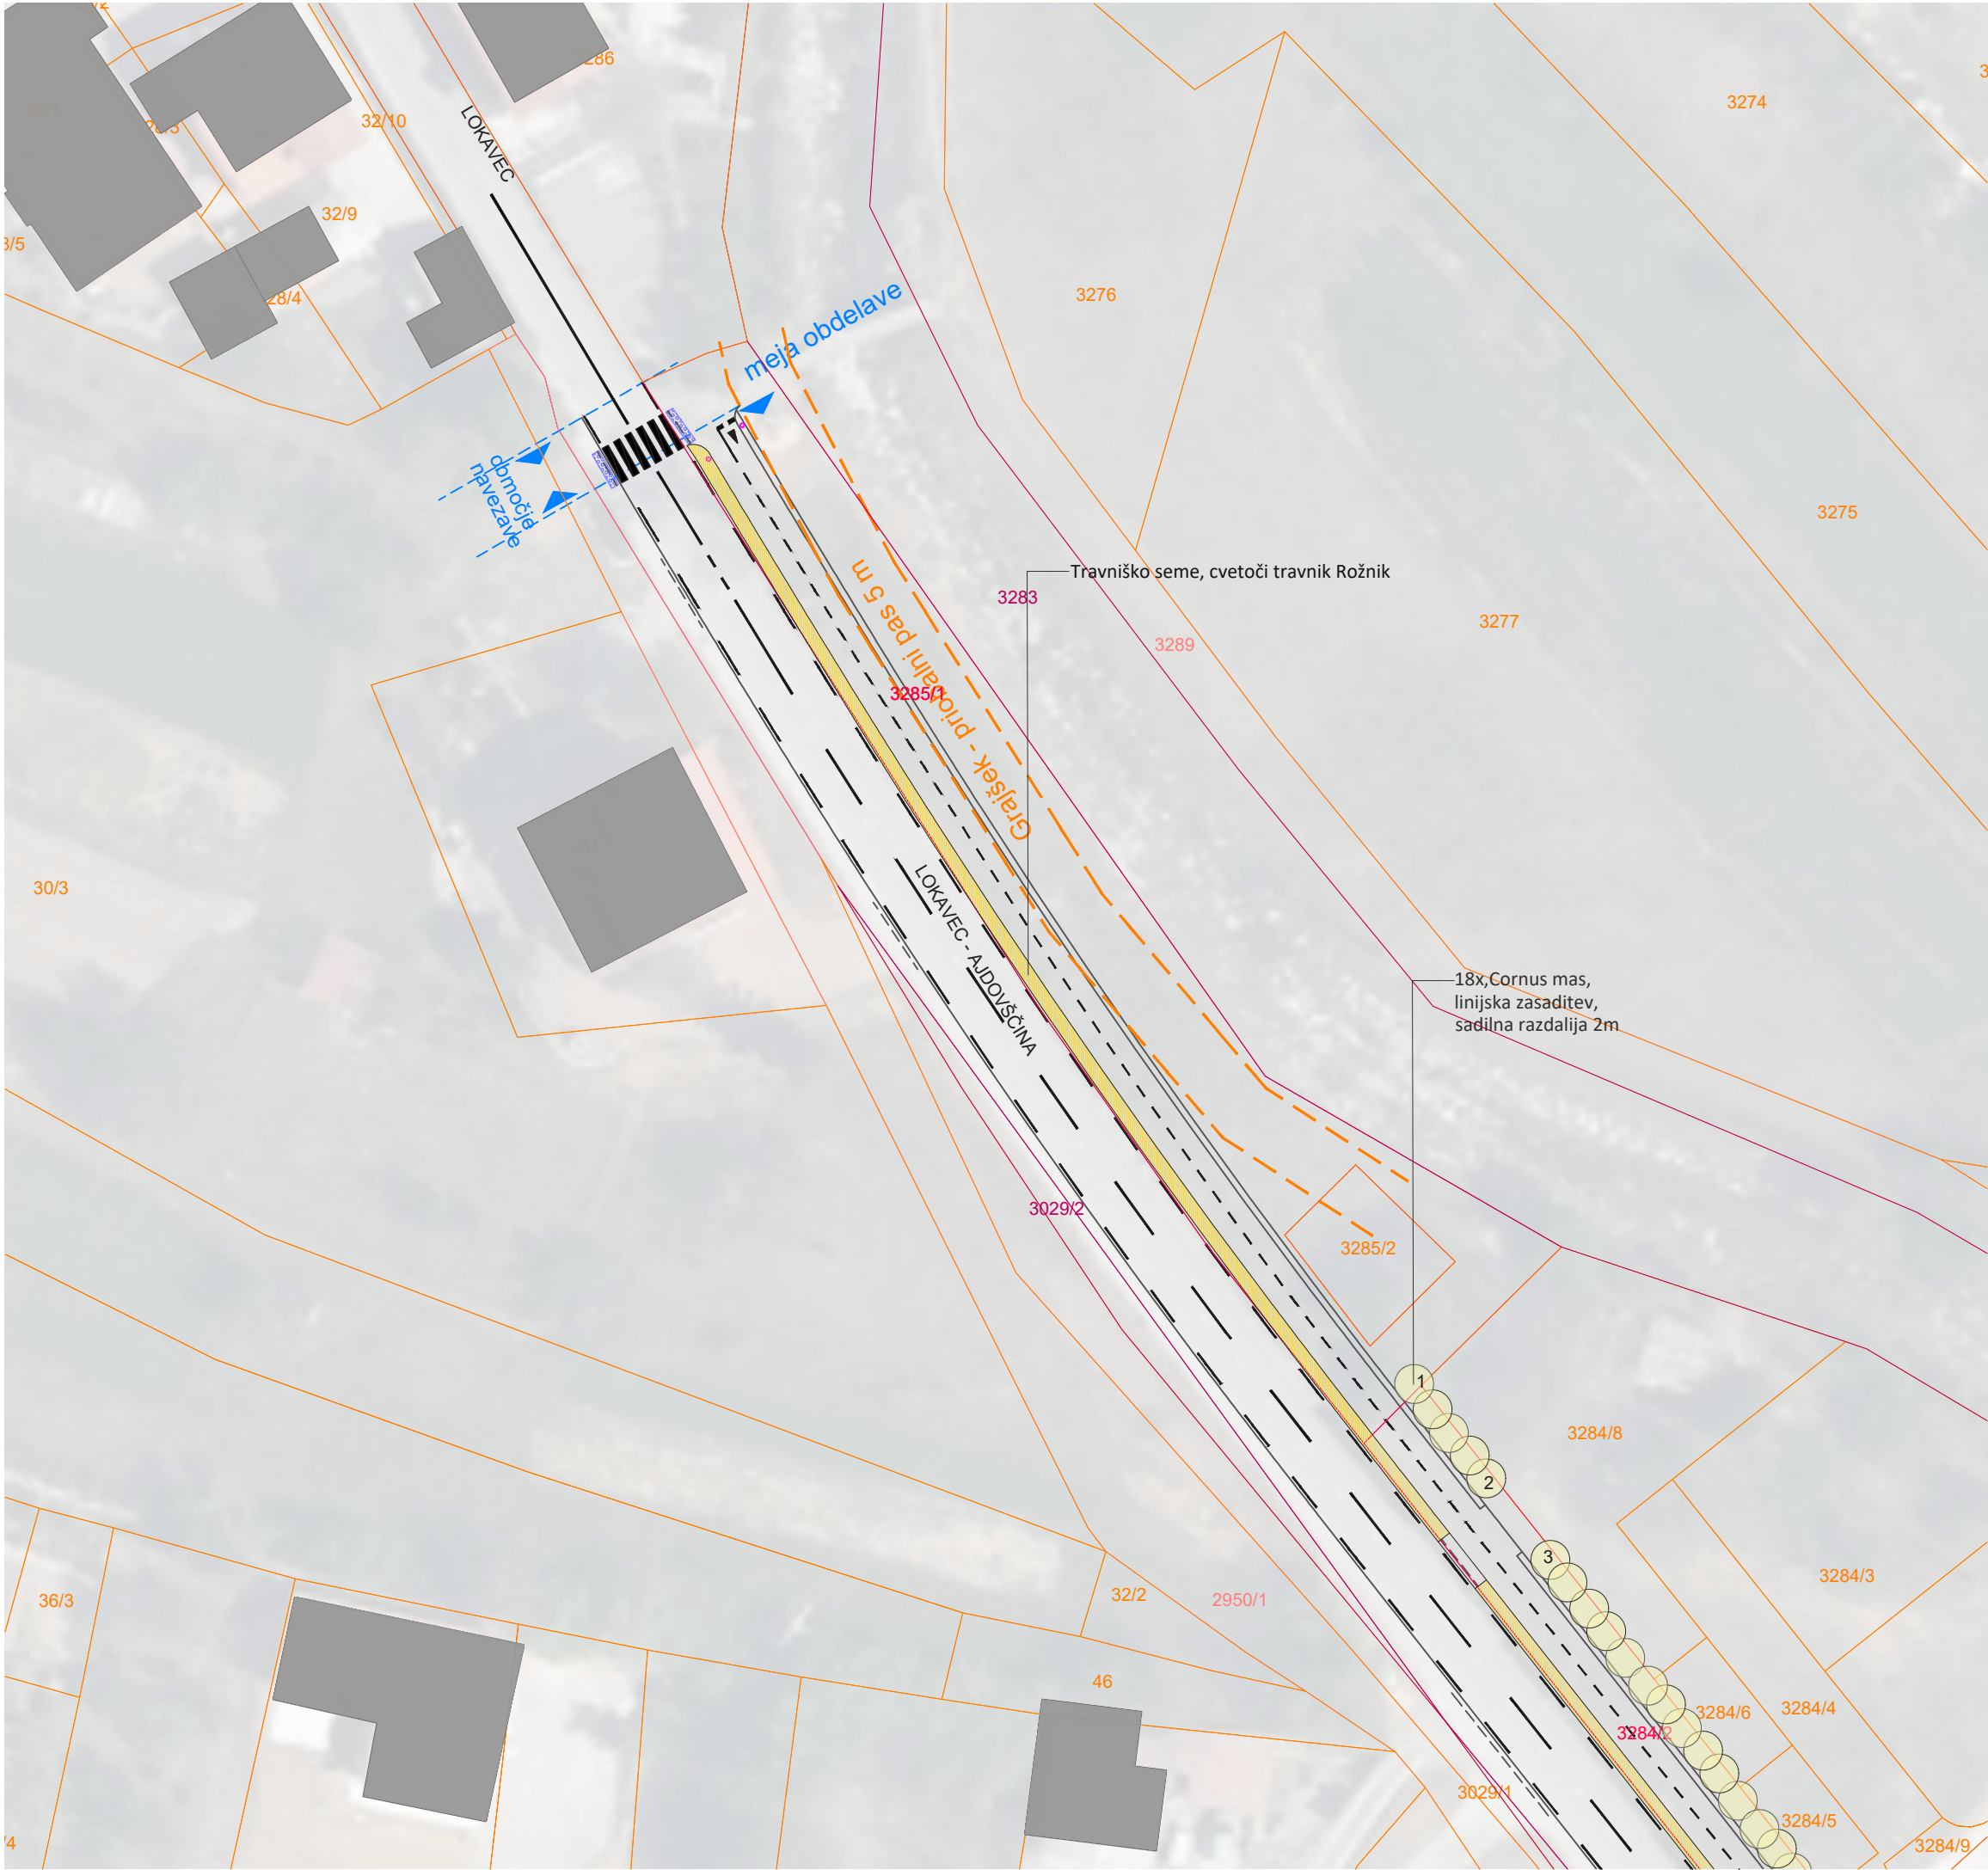 3274
32/10
LOKAVEC
32/9
28/4
3276
meja obdelave
območje
navezave
3275
Travniško seme, cvetoči travnik Rožnik
3283
3277
3289
Grajšek - priobalni pas 5 m
3285/1
30/3
LOKAVEC - AJDOVŠČINA
18x,Cornus mas,
linijska zasaditev,
sadilna razdalija 2m
3029/2
3285/2
1
3284/8
2
3
3284/3
36/3
32/2
2950/1
46
3284/6
3284/4
3284/2
3029/1
3284/5
3284/9